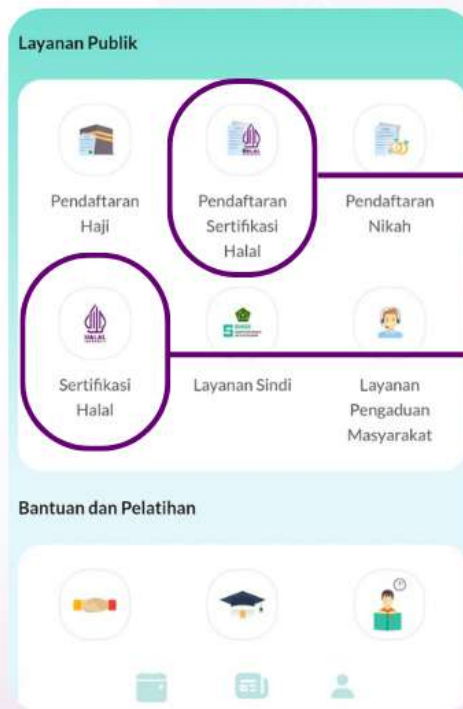 Layanan Publik
Pendaftaran Haji
Pendaftaran Sertifikasi Halal
Pendaftaran Nikah
HALAL
Sertifikasi Halal
Layanan Sindi
Layanan Pengaduan Masyarakat
Bantuan dan Pelatihan